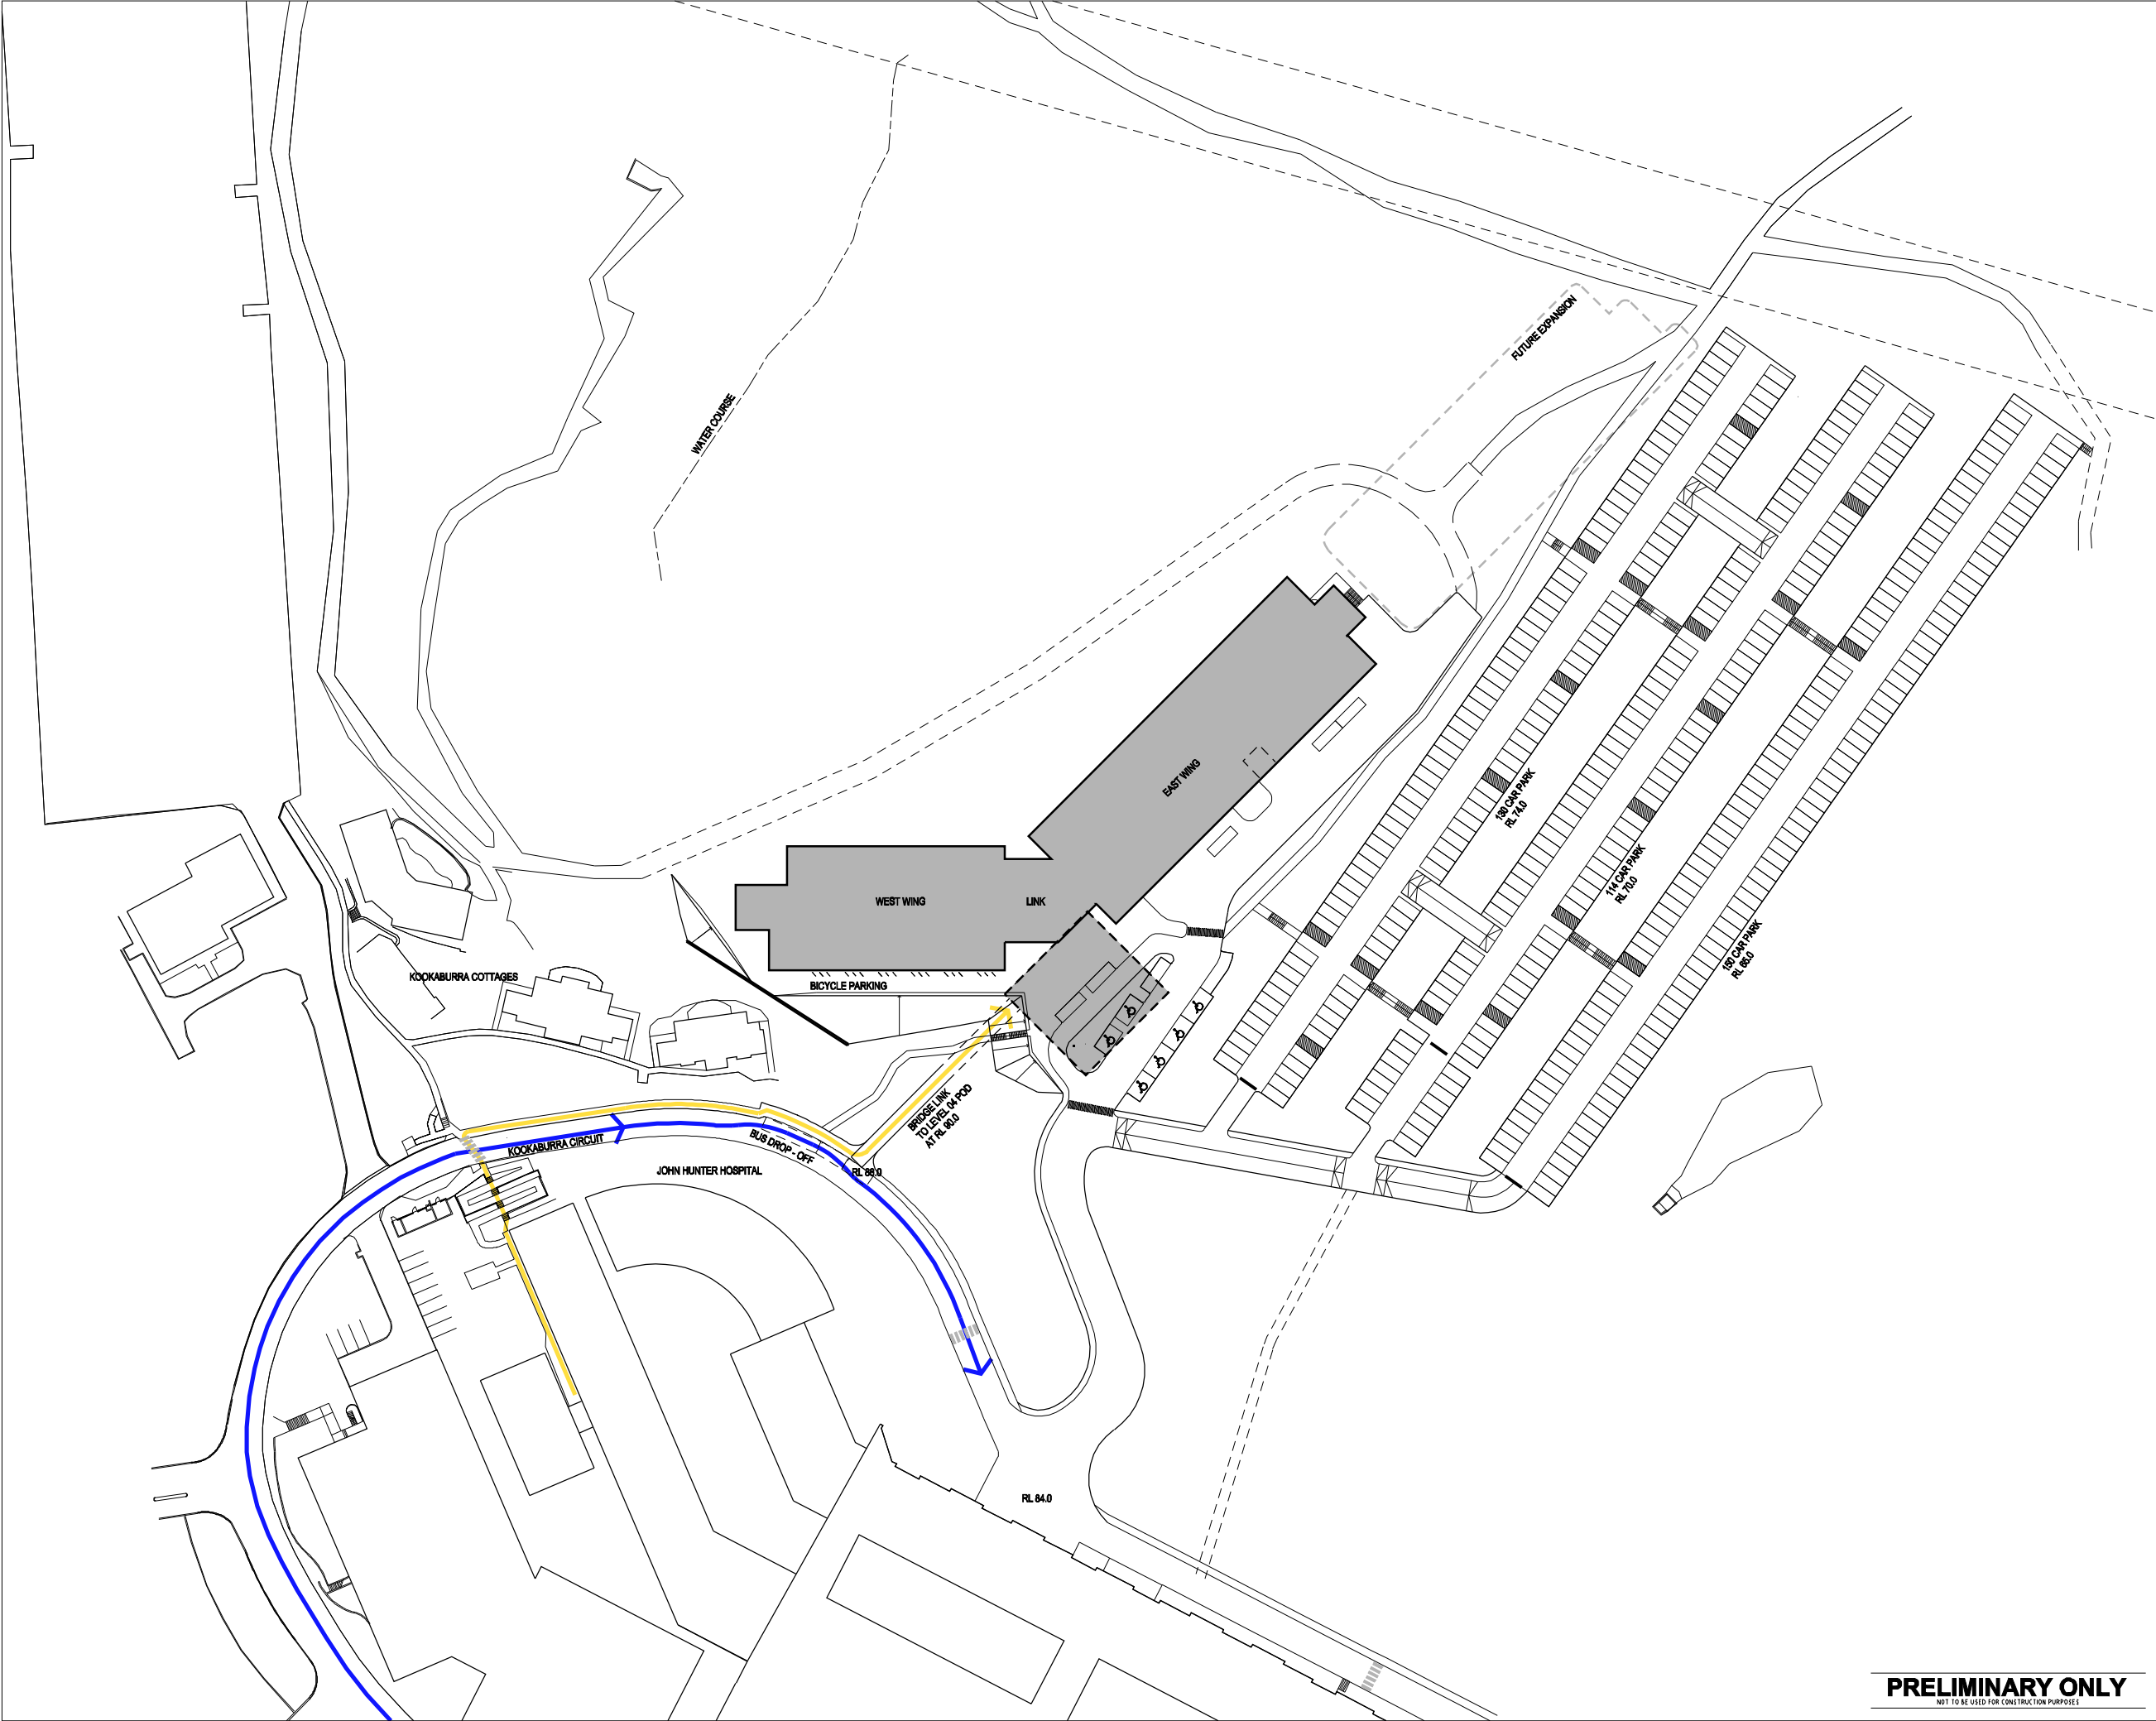 FUTURE EXPANSION
WATER COURSE
EAST WING
130 CAR PARK
RL 74.0
114 CAR PARK
RL 70.0
150 CAR PARK
RL 66.0
WEST WING
LINK
KOOKABURRA COTTAGES
BICYCLE PARKING
BRIDGE LINK
TO LEVEL 04 POD
AT RL 90.0
KOOKABURRA CIRCUIT
BUS DROP - OFF
JOHN HUNTER HOSPITAL
RL 84.0
PRELIMINARY ONLY
NOT TO BE USED FOR CONSTRUCTION PURPOSES